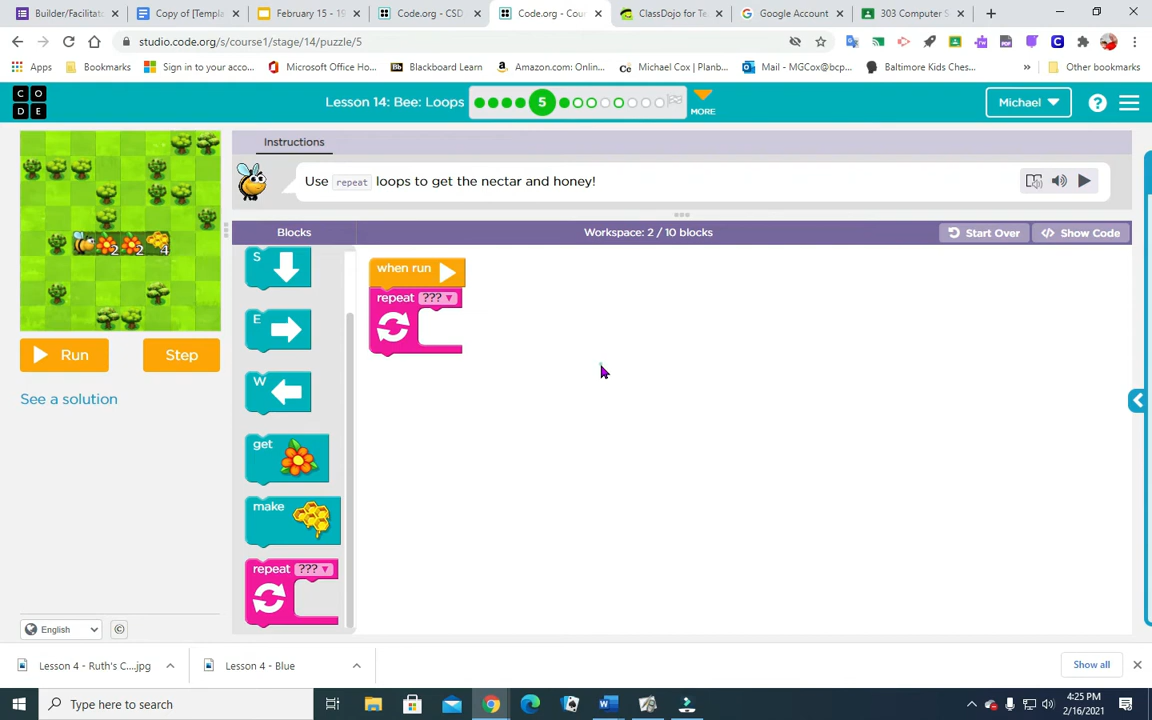 Builder/Facilitat
Copy of [Templa
February 15 - 19
Code.org - CSD
Code.org - Cou
ClassDojo for Te
Google Account
303 Computer S
studio.code.org/s/course1/stage/14/puzzle/5
Apps
Bookmarks
Sign in to your acco...
Microsoft Office Ho...
Bb
Blackboard Learn
Amazon.com: Onlin...
Michael Cox | Planb...
Mail - MGCox@bcp...
Baltimore Kids Ches...
»
Other bookmarks
C O
D E
Lesson 14: Bee: Loops
5
MORE
Michael
?
Instructions
Use repeat loops to get the nectar and honey!
Blocks
Workspace: 2 / 10 blocks
Start Over
</> Show Code
2 2 4
Run
Step
See a solution
S
E
W
get
make
repeat ???
when run
repeat ???
English
©
Lesson 4 - Ruth's C....jpg
Lesson 4 - Blue
Show all
Type here to search
4:25 PM
2/16/2021